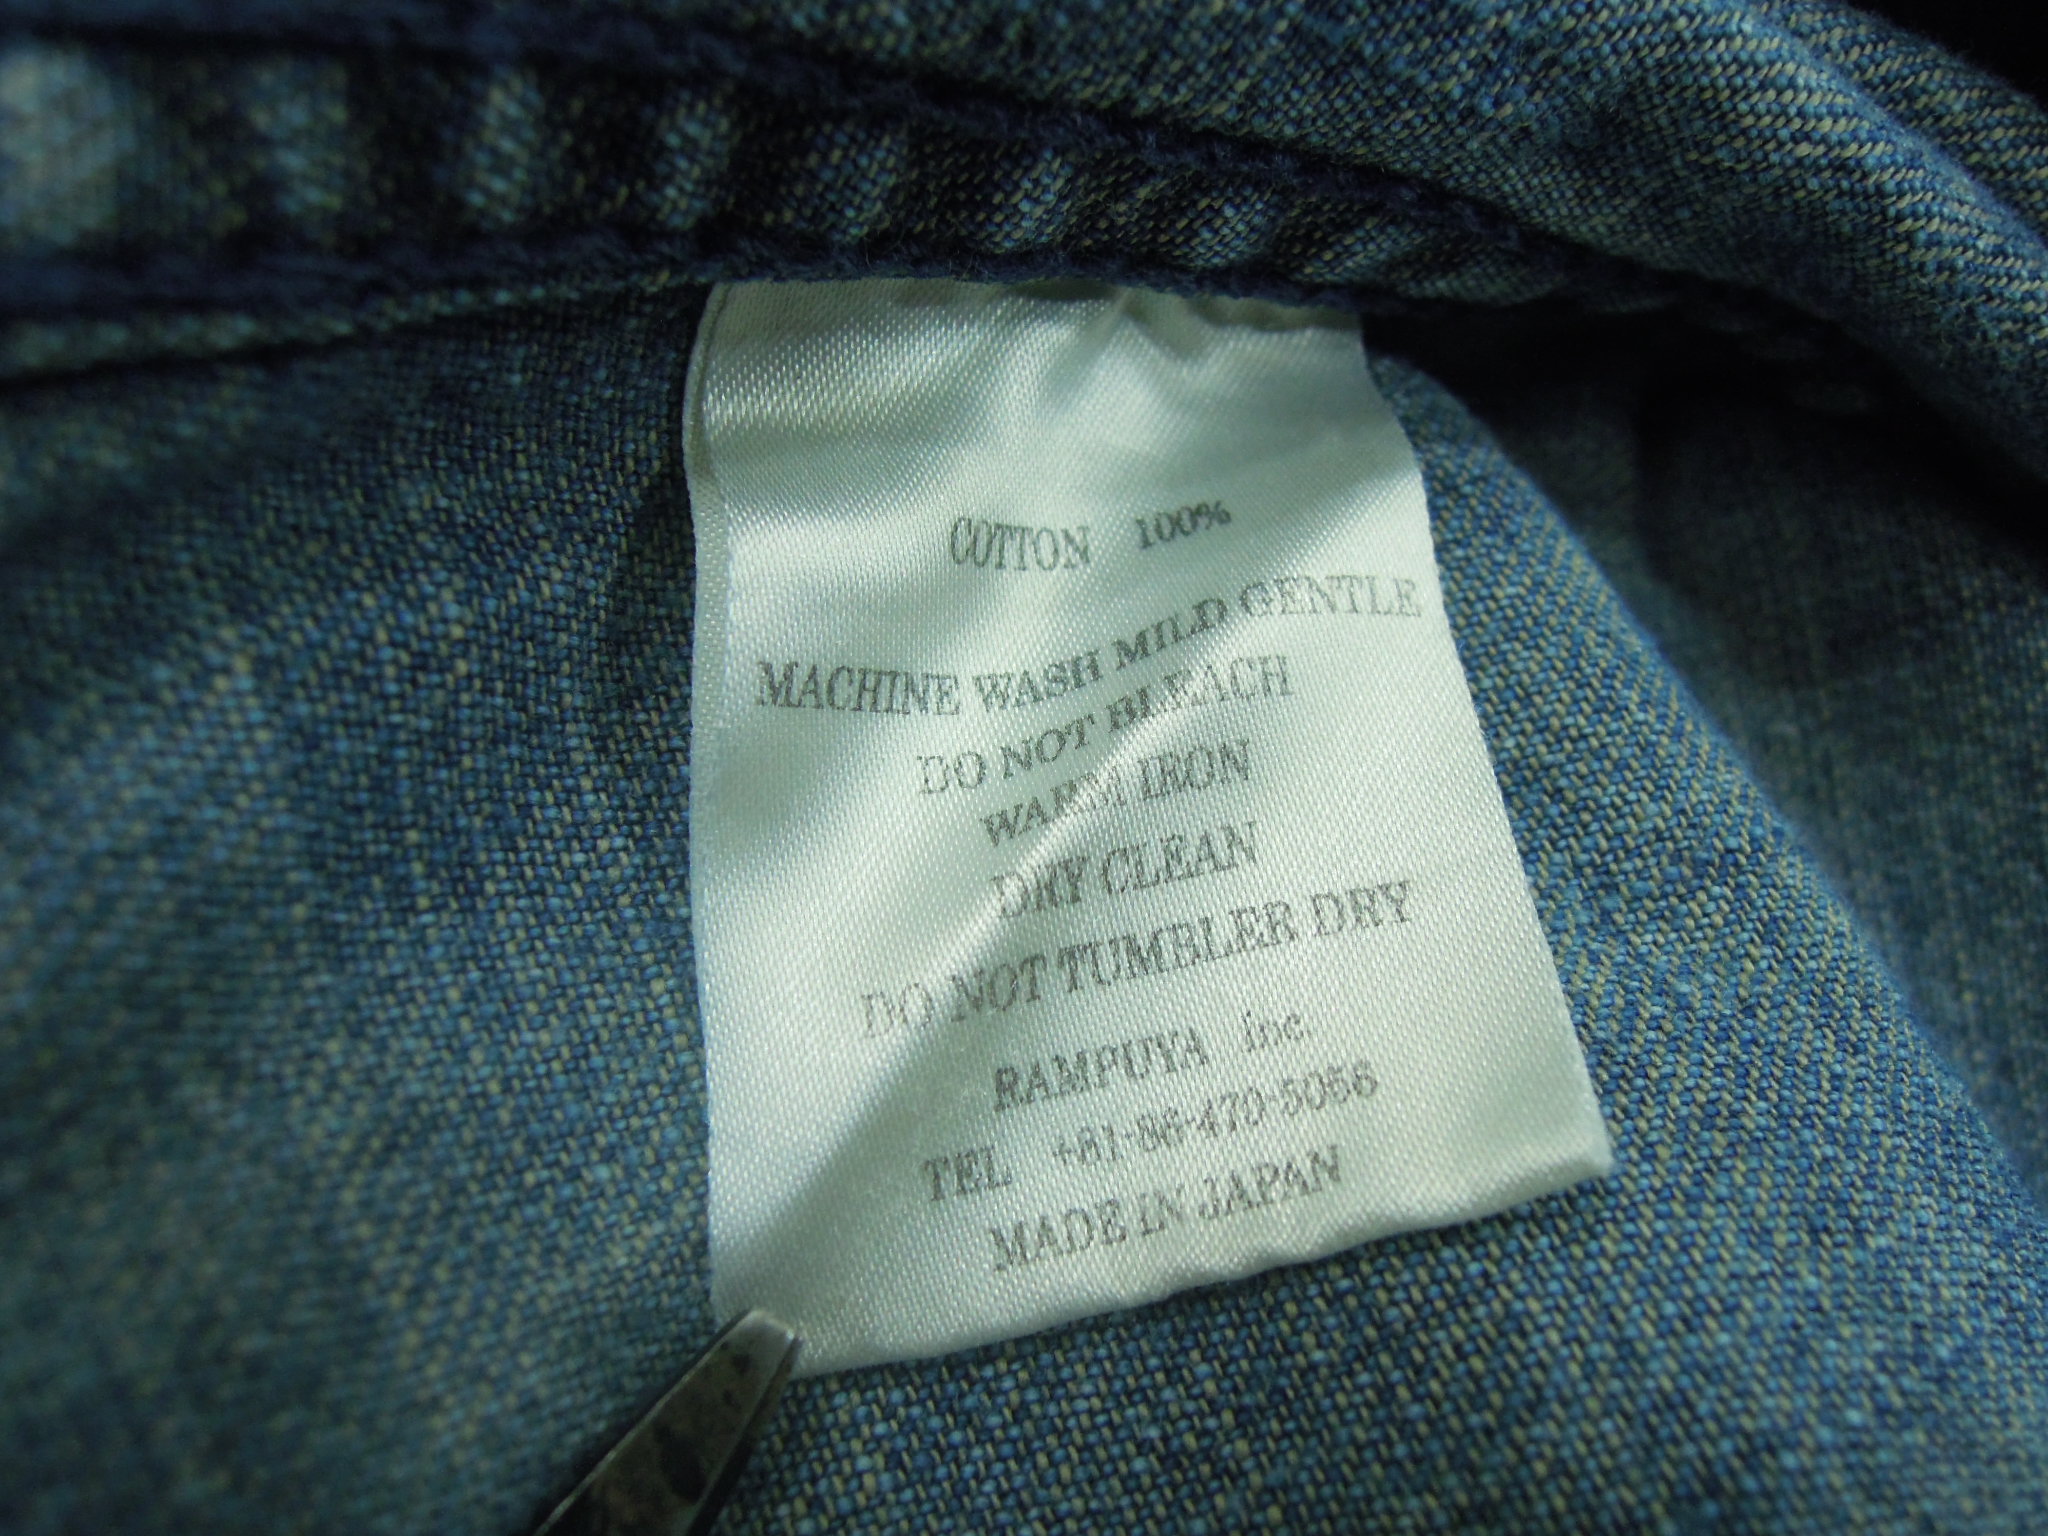 COTTON 100%
MACHINE WASH MILD GENTLE
DO NOT BLEACH
WARM IRON
DRY CLEAN
DO NOT TUMBLER DRY
RAMPUYA inc.
TEL +81-86-470-5056
MADE IN JAPAN